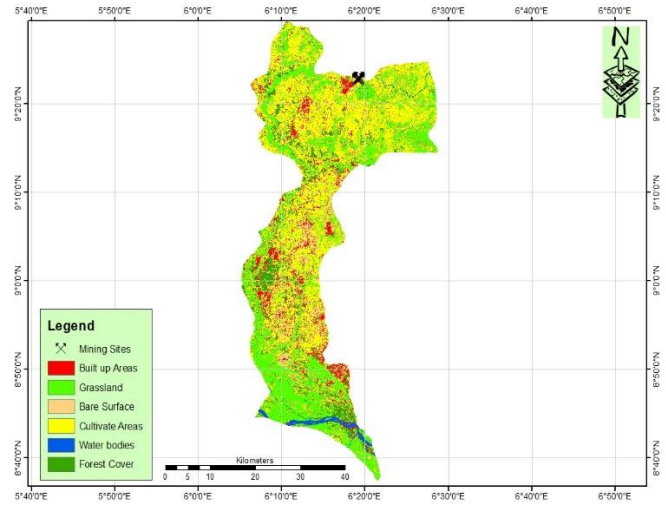 5°40'0"E 5°50'0"E 6°0'0"E 6°10'0"E 6°20'0"E 6°30'0"E 6°40'0"E 6°50'0"E
N
9°20'0"N 9°20'0"N
9°10'0"N 9°10'0"N
9°0'0"N 9°0'0"N
8°50'0"N 8°50'0"N
8°40'0"N 8°40'0"N
Legend
Mining Sites
Built up Areas
Grassland
Bare Surface
Cultivate Areas
Water bodies
Forest Cover
Kilometers
0 5 10 20 30 40
5°40'0"E 5°50'0"E 6°0'0"E 6°10'0"E 6°20'0"E 6°30'0"E 6°40'0"E 6°50'0"E